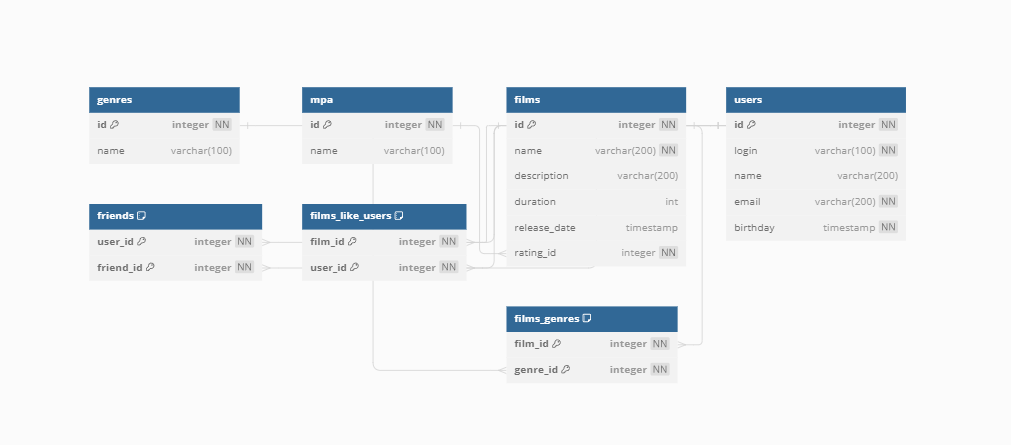 genres
id integer NN
name varchar(100)
mpa
id integer NN
name varchar(100)
films
id integer NN
name varchar(200) NN
description varchar(200)
duration int
release_date timestamp
rating_id integer NN
users
id integer NN
login varchar(100) NN
name varchar(200)
email varchar(200) NN
birthday timestamp NN
friends
user_id integer NN
friend_id integer NN
films_like_users
film_id integer NN
user_id integer NN
films_genres
film_id integer NN
genre_id integer NN